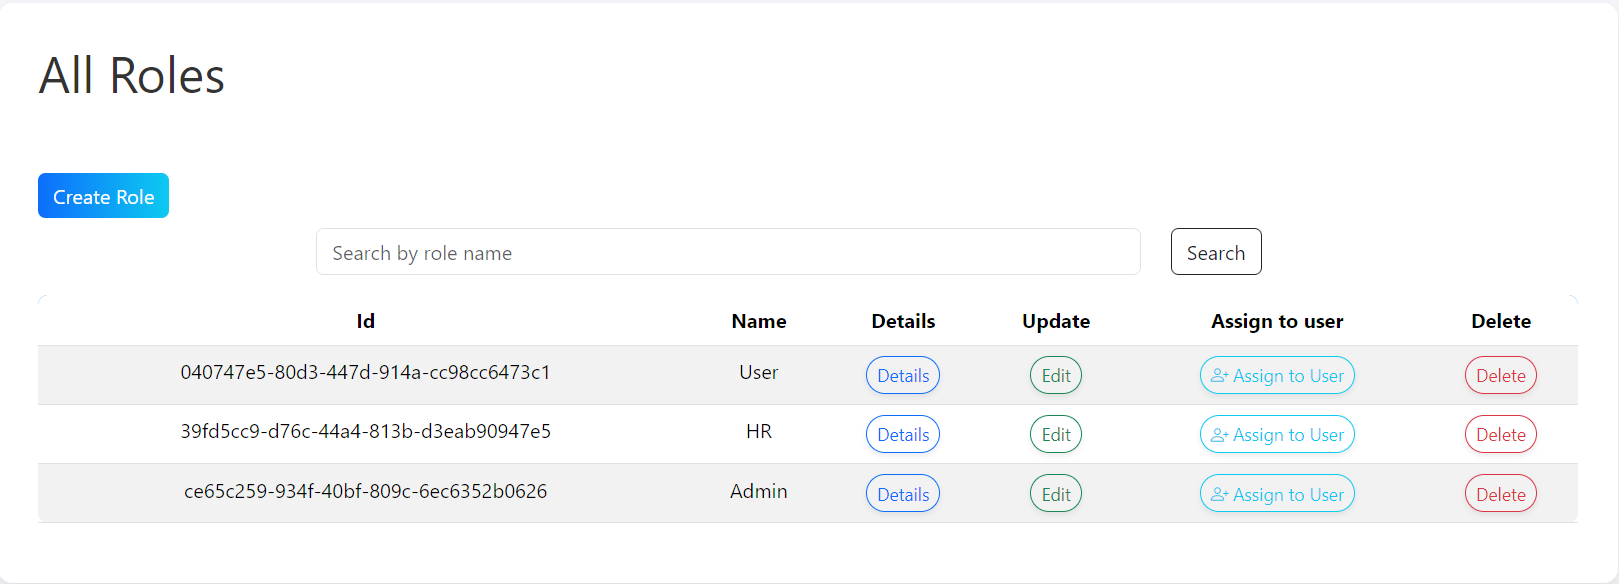 All Roles
Create Role
Search by role name Search
Id Name Details Update Assign to user Delete
040747e5-80d3-447d-914a-cc98cc6473c1 User Details Edit Assign to User Delete
39fd5cc9-d76c-44a4-813b-d3eab90947e5 HR Details Edit Assign to User Delete
ce65c259-934f-40bf-809c-6ec6352b0626 Admin Details Edit Assign to User Delete